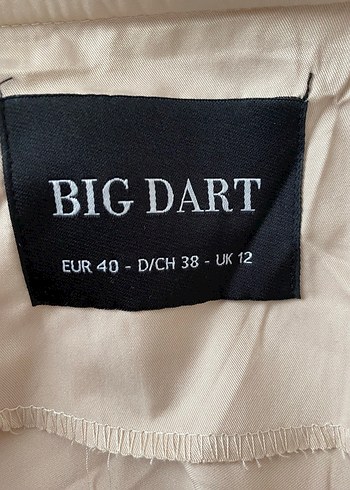 BIG DART
EUR 40 - D/CH 38 - UK 12